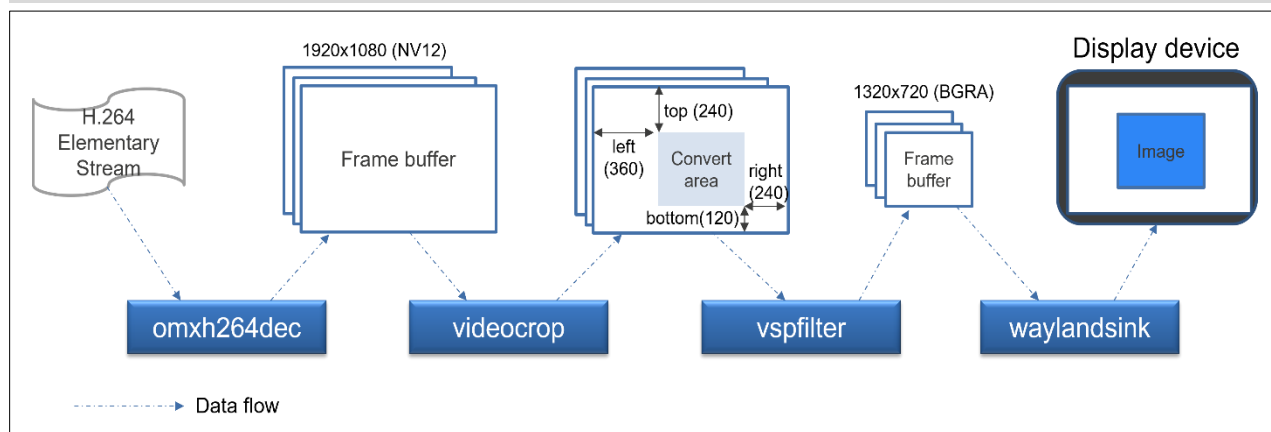 1920x1080 (NV12)
Display device
H.264
Elementary
Stream
Frame buffer
top (240)
left
(360)
Convert
area
right
(240)
bottom(120)
1320x720 (BGRA)
Frame
buffer
Image
omxh264dec
videocrop
vspfilter
waylandsink
Data flow